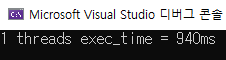 Microsoft Visual Studio 디버그 콘솔
1 threads exec_time = 940ms